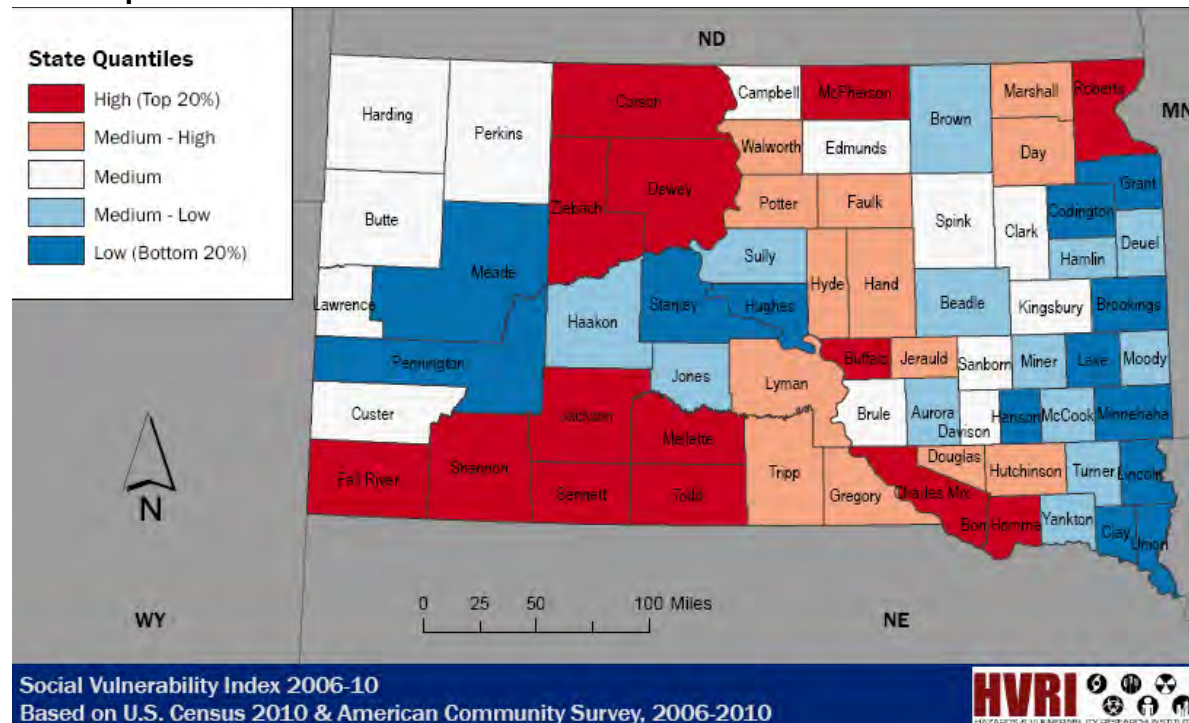 State Quantiles
High (Top 20%)
Medium - High
Medium
Medium - Low
Low (Bottom 20%)
ND
MN
WY
NE
N
Harding
Perkins
Corson
Campbell
McPherson
Brown
Marshall
Roberts
Walworth
Edmunds
Day
Butte
Ziebach
Dewey
Potter
Faulk
Spink
Clark
Codington
Grant
Meade
Sully
Hyde
Hand
Hamlin
Deuel
Lawrence
Haakon
Stanley
Hughes
Beadle
Kingsbury
Brookings
Pennington
Jones
Lyman
Buffalo
Jerauld
Sanborn
Miner
Lake
Moody
Custer
Jackson
Mellette
Brule
Aurora
Davison
Hanson
McCook
Minnehaha
Fall River
Shannon
Bennett
Todd
Tripp
Gregory
Douglas
Charles Mix
Hutchinson
Turner
Lincoln
Bon Homme
Yankton
Clay
Union
0 25 50 100 Miles
Social Vulnerability Index 2006-10
Based on U.S. Census 2010 & American Community Survey, 2006-2010
HVRI